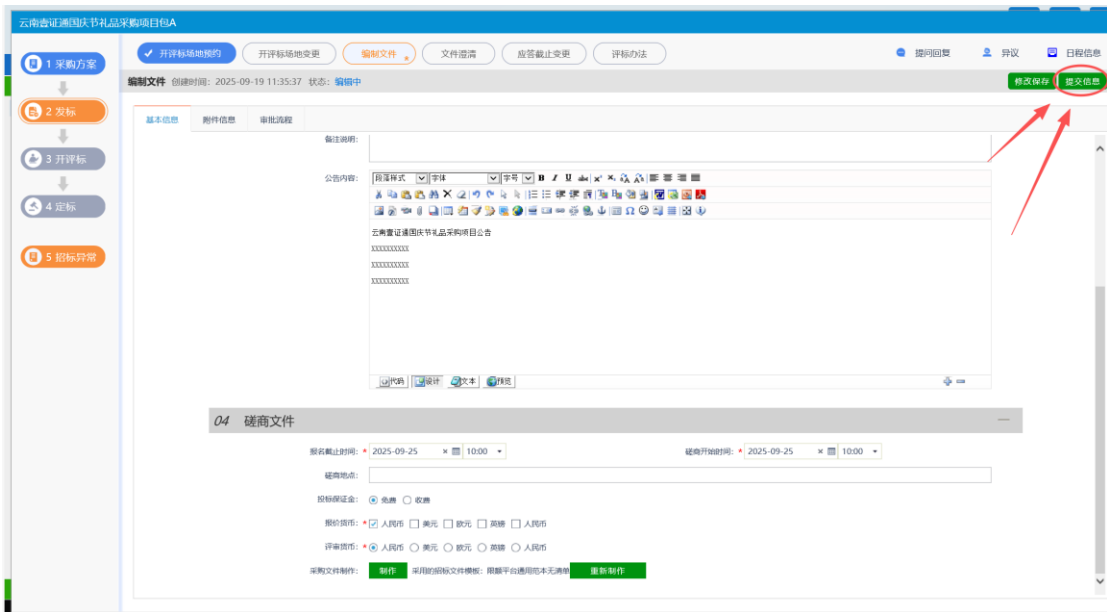 云南壹证通国庆节礼品采购项目包A
1 采购方案
2 发标
3 开评标
4 定标
5 招标异常
开评标场地预约
开评标场地变更
编制文件
文件澄清
应答截止变更
评标办法
提问回复
异议
日程信息
编制文件 创建时间: 2025-09-19 11:35:37 状态: 编辑中
修改保存
提交信息
基本信息
附件信息
审批流程
备注说明:
公告内容:
段落样式 字体 字号
云南壹证通国庆节礼品采购项目公告
XXXXXXXXXX
XXXXXXXXXX
XXXXXXXXXX
代码 设计 文本 预览
04 磋商文件
报名截止时间: * 2025-09-25 10:00 磋商开始时间: * 2025-09-25 10:00
磋商地点:
投标保证金: 免费 收费
报价货币: * 人民币 美元 欧元 英镑 人民币
评审货币: * 人民币 美元 欧元 英镑 人民币
采购文件制作: 制作 采用的招标文件模板: 限额平台通用范本无清单 重新制作